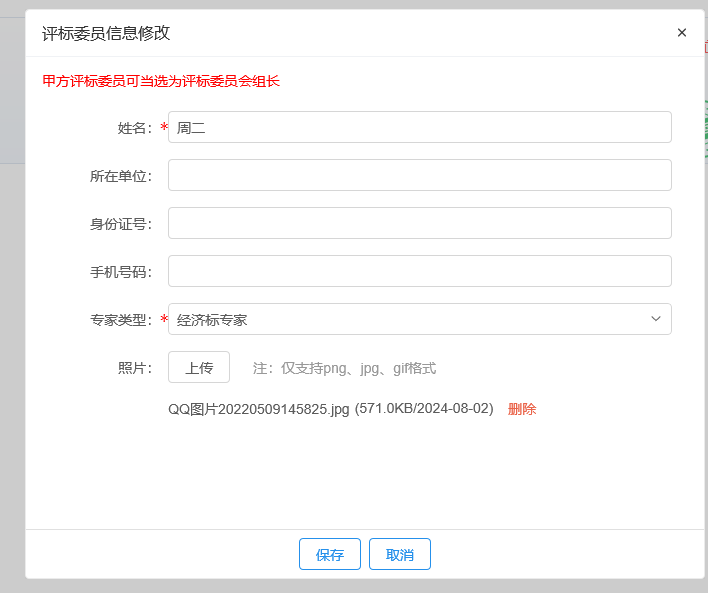 评标委员信息修改 ×
甲方评标委员可当选为评标委员会组长
姓名：*周二
所在单位：
身份证号：
手机号码：
专家类型：*经济标专家
照片：上传 注：仅支持png、jpg、gif格式
QQ图片20220509145825.jpg (571.0KB/2024-08-02) 删除
保存 取消